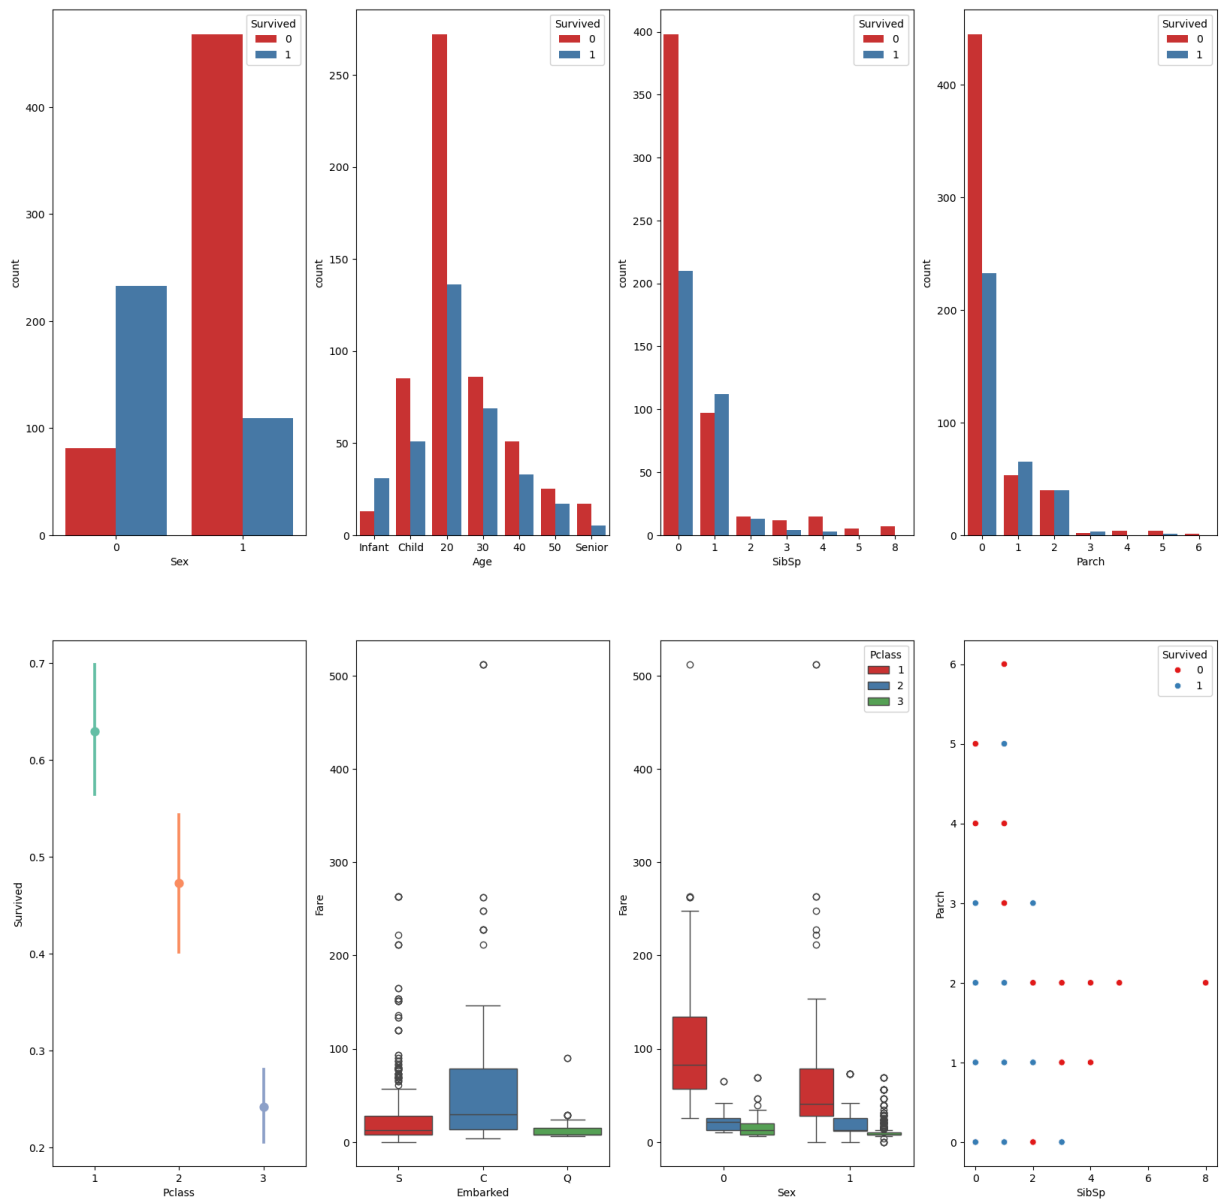 Survived
0
1
count
400
300
200
100
0
0 1
Sex
Survived
0
1
count
250
200
150
100
50
0
Infant Child 20 30 40 50 Senior
Age
Survived
0
1
count
400
350
300
250
200
150
100
50
0
0 1 2 3 4 5 8
SibSp
Survived
0
1
count
400
300
200
100
0
0 1 2 3 4 5 6
Parch
Survived
0.7
0.6
0.5
0.4
0.3
0.2
1 2 3
Pclass
Fare
500
400
300
200
100
0
S C Q
Embarked
Pclass
1
2
3
Fare
500
400
300
200
100
0
0 1
Sex
Survived
0
1
Parch
6
5
4
3
2
1
0
0 2 4 6 8
SibSp